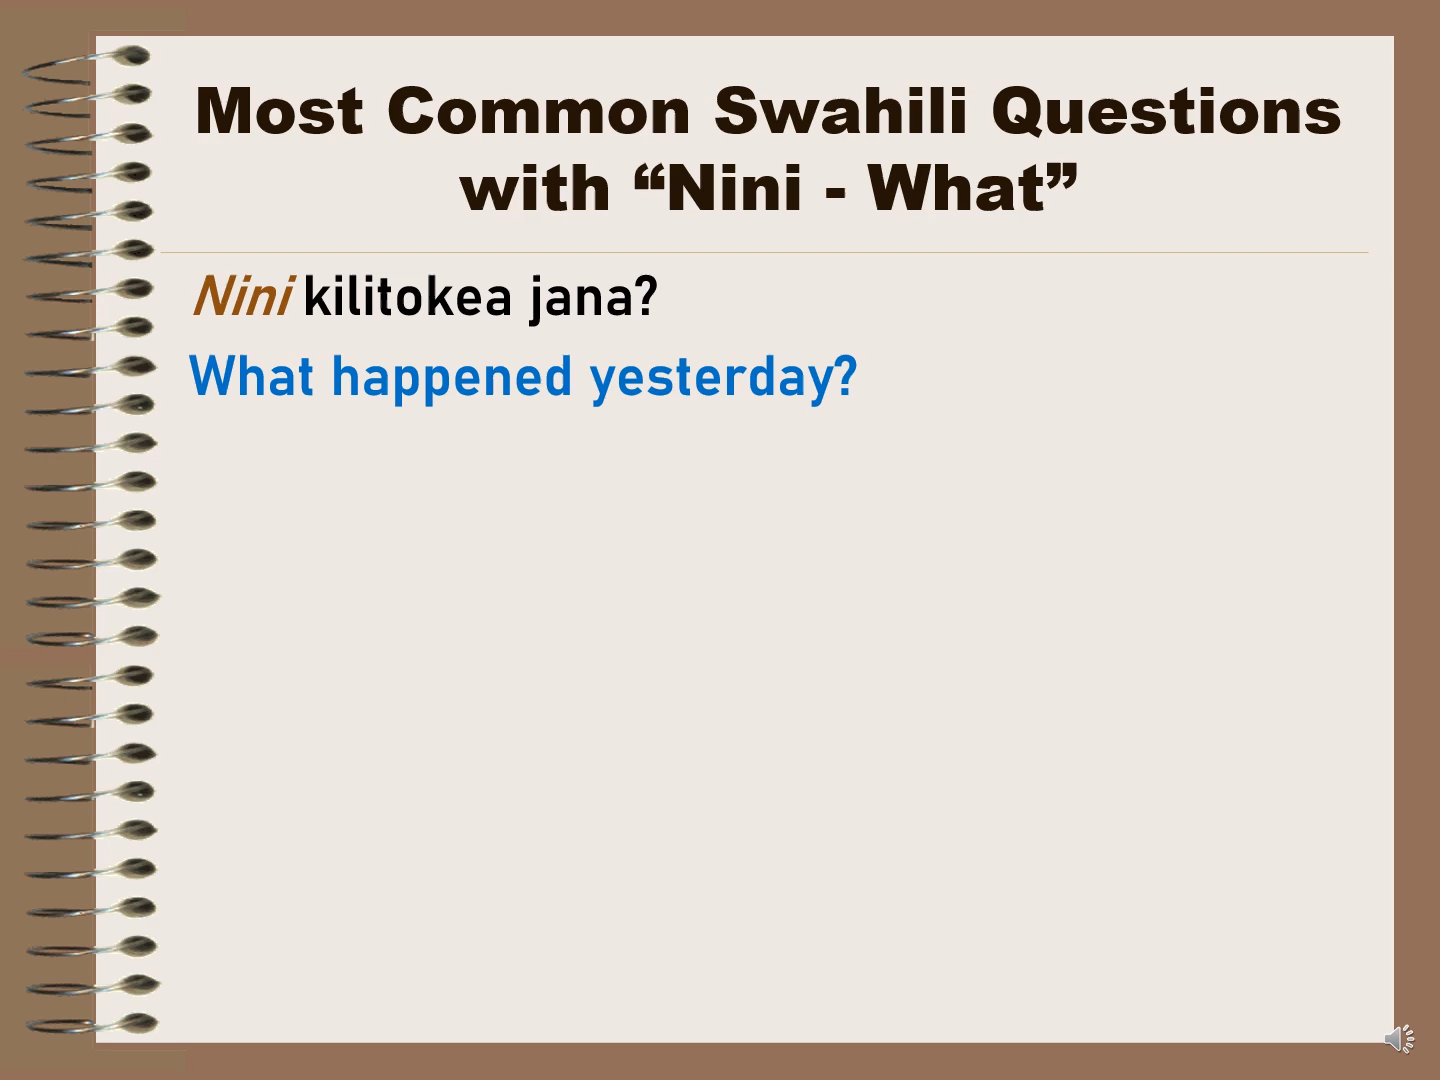 Most Common Swahili Questions
with “Nini - What”
Nini kilitokea jana?
What happened yesterday?